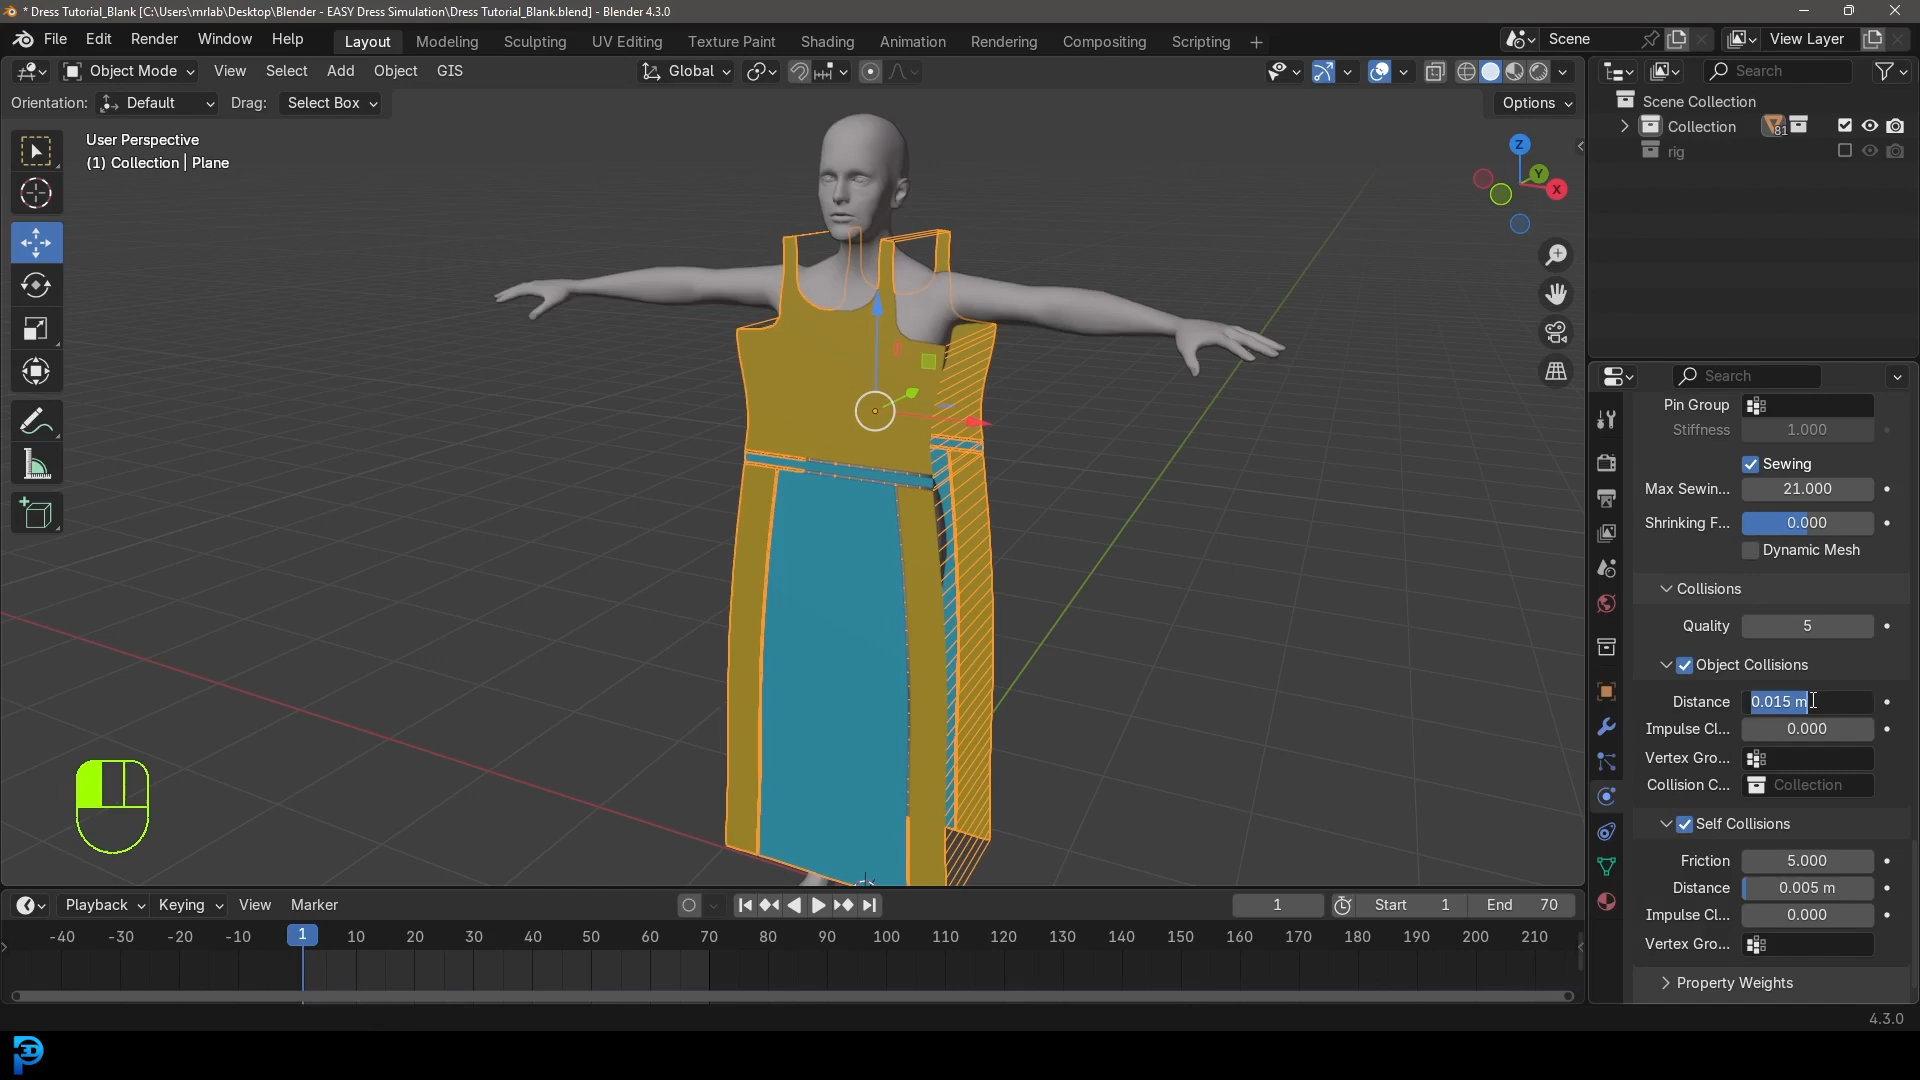 * Dress Tutorial_Blank [C:\Users\mrlab\Desktop\Blender - EASY Dress Simulation\Dress Tutorial_Blank.blend] - Blender 4.3.0
File Edit Render Window Help Layout Modeling Sculpting UV Editing Texture Paint Shading Animation Rendering Compositing Scripting + Scene View Layer
Object Mode View Select Add Object GIS Global Search
Orientation: Default Drag: Select Box Options
Scene Collection
Collection 81
rig
User Perspective
(1) Collection | Plane
Z
Y
X
Search
Pin Group
Stiffness 1.000
Sewing
Max Sewin... 21.000
Shrinking F... 0.000
Dynamic Mesh
Collisions
Quality 5
Object Collisions
Distance 0.015 m
Impulse Cl... 0.000
Vertex Gro...
Collision C... Collection
Self Collisions
Friction 5.000
Distance 0.005 m
Impulse Cl... 0.000
Vertex Gro...
Property Weights
Playback Keying View Marker 1 Start 1 End 70
-40 -30 -20 -10 1 10 20 30 40 50 60 70 80 90 100 110 120 130 140 150 160 170 180 190 200 210
4.3.0